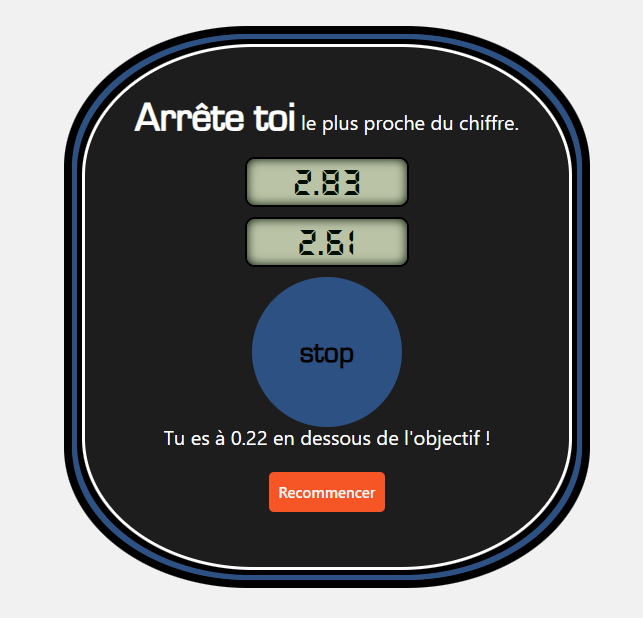 Arrête toi le plus proche du chiffre.
2.83
2.61
stop
Tu es à 0.22 en dessous de l'objectif !
Recommencer